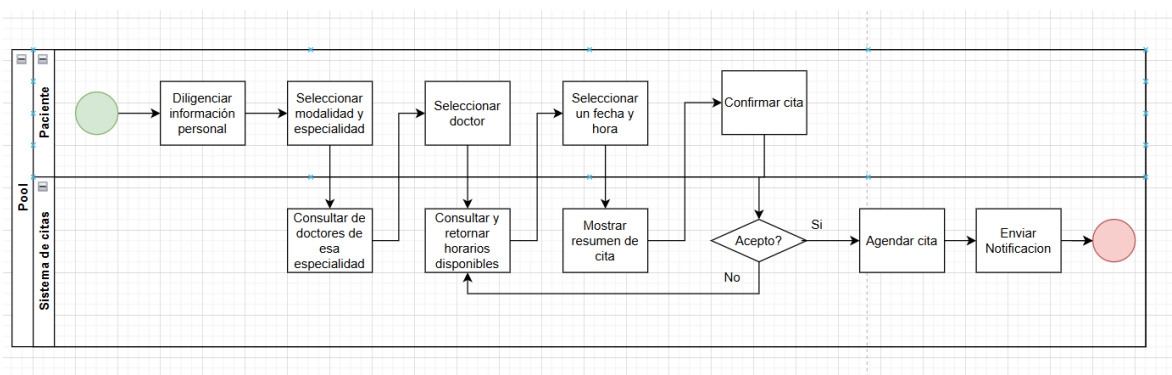 Pool
Paciente
Diligenciar
información
personal
Seleccionar
modalidad y
especialidad
Seleccionar
doctor
Seleccionar
un fecha y
hora
Confirmar cita
Sistema de citas
Consultar de
doctores de
esa
especialidad
Consultar y
retornar
horarios
disponibles
Mostrar
resumen de
cita
Acepto?
Si
No
Agendar cita
Enviar
Notificacion